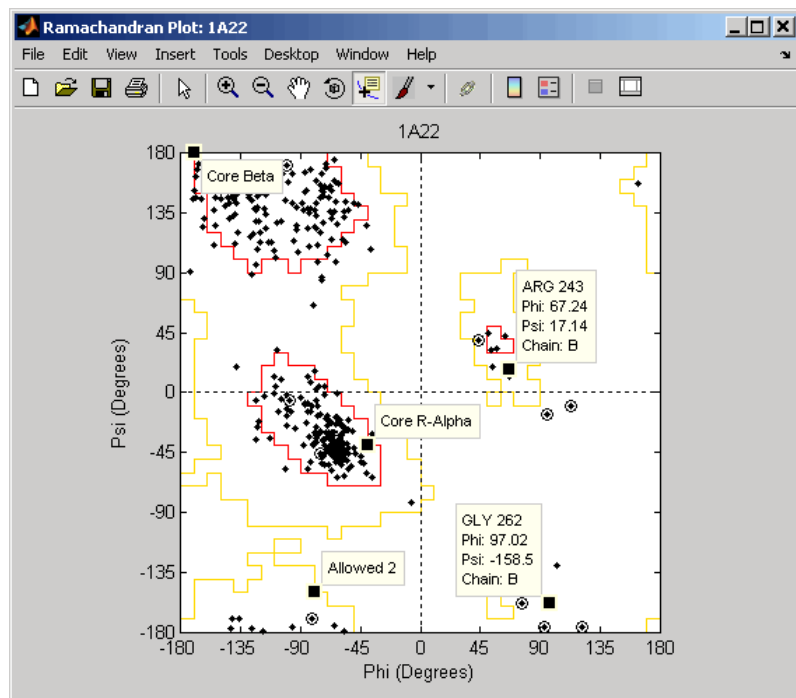 Ramachandran Plot: 1A22
File Edit View Insert Tools Desktop Window Help
1A22
180
135
90
45
0
-45
-90
-135
-180
Psi (Degrees)
Core Beta
ARG 243
Phi: 67.24
Psi: 17.14
Chain: B
Core R-Alpha
GLY 262
Phi: 97.02
Psi: -158.5
Chain: B
Allowed 2
-180 -135 -90 -45 0 45 90 135 180
Phi (Degrees)